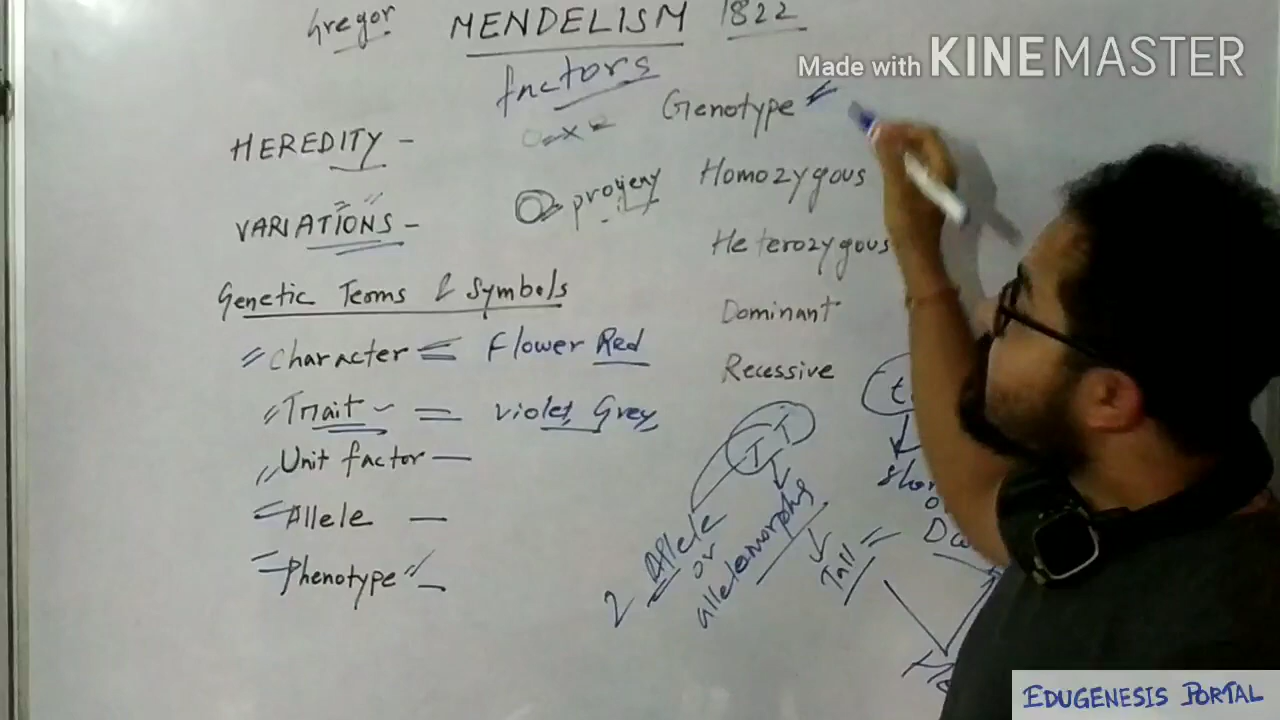 Gregor MENDELISM 1822
factors
Made with KINEMASTER
HEREDITY -
VARIATIONS -
Genetic Terms & Symbols
Character = Flower Red
Trait = violet, Grey,
Unit factor —
Allele —
Phenotype —
progeny
Genotype
Homozygous
Heterozygous
Dominant
Recessive
T T
2 Allele
or
allelomorphs
Tall
t
EDUGENESIS PORTAL